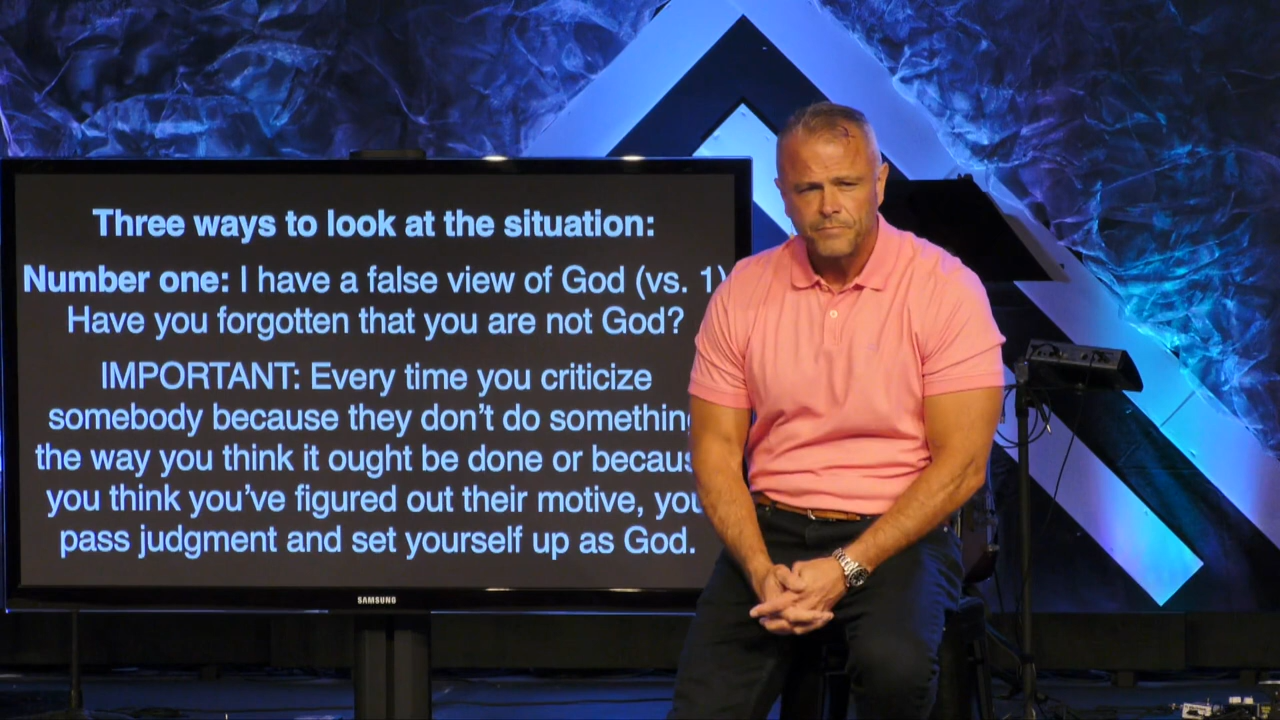 Three ways to look at the situation:
Number one: I have a false view of God (vs. 1)
Have you forgotten that you are not God?
IMPORTANT: Every time you criticize
somebody because they don't do something
the way you think it ought be done or becaus
you think you've figured out their motive, you
pass judgment and set yourself up as God.
SAMSUNG